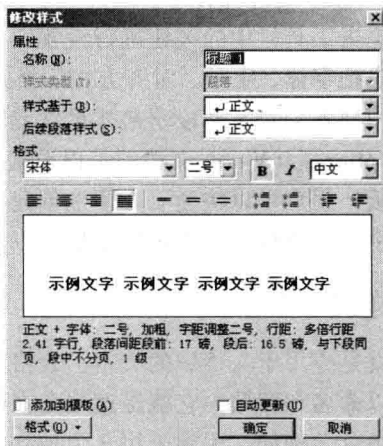 修改样式
属性
名称(N):
标题 1
样式类型(T):
段落
样式基于(B):
正文
后续段落样式(S):
正文
格式
宋体
二号
B
I
中文
示例文字 示例文字 示例文字 示例文字
正文 + 字体: 二号, 加粗, 字距调整二号, 行距: 多倍行距
2.41 字行, 段落间距段前: 17 磅, 段后: 16.5 磅, 与下段同
页, 段中不分页, 1 级
添加到模板(A)
自动更新(U)
格式(O)
确定
取消